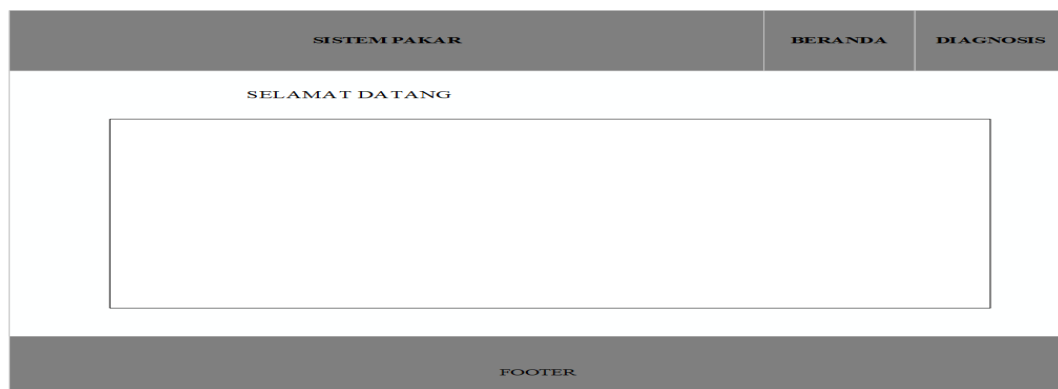 SISTEM PAKAR BERANDA DIAGNOSIS
SELAMAT DATANG
FOOTER